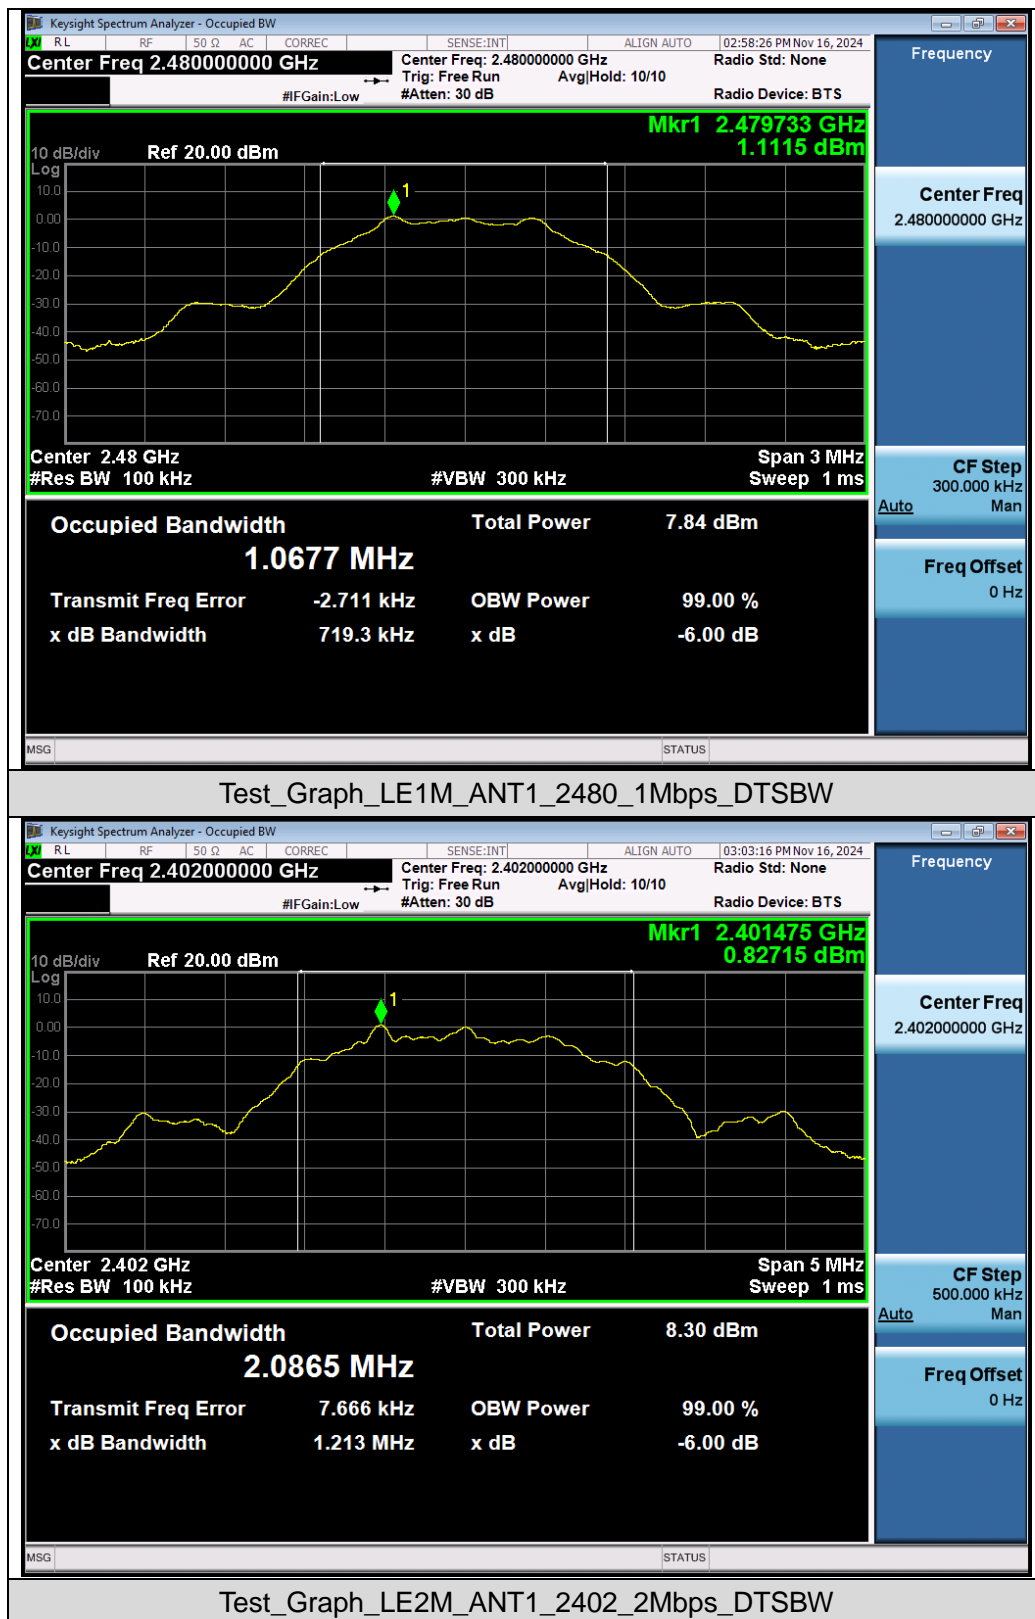 Keysight Spectrum Analyzer - Occupied BW
LXI RL RF 50 Ω AC CORREC SENSE:INT ALIGN AUTO 02:58:26 PM Nov 16, 2024
Center Freq 2.480000000 GHz Center Freq: 2.480000000 GHz Radio Std: None
Trig: Free Run Avg|Hold: 10/10
#IFGain:Low #Atten: 30 dB Radio Device: BTS
Frequency
Mkr1 2.479733 GHz
1.1115 dBm
10 dB/div Ref 20.00 dBm
Log
10.0
0.00
-10.0
-20.0
-30.0
-40.0
-50.0
-60.0
-70.0
1
Center 2.48 GHz Span 3 MHz
#Res BW 100 kHz #VBW 300 kHz Sweep 1 ms
Center Freq
2.480000000 GHz
CF Step
300.000 kHz
Auto Man
Freq Offset
0 Hz
Occupied Bandwidth Total Power 7.84 dBm
1.0677 MHz
Transmit Freq Error -2.711 kHz OBW Power 99.00 %
x dB Bandwidth 719.3 kHz x dB -6.00 dB
MSG STATUS
Test_Graph_LE1M_ANT1_2480_1Mbps_DTSBW
Keysight Spectrum Analyzer - Occupied BW
LXI RL RF 50 Ω AC CORREC SENSE:INT ALIGN AUTO 03:03:16 PM Nov 16, 2024
Center Freq 2.402000000 GHz Center Freq: 2.402000000 GHz Radio Std: None
Trig: Free Run Avg|Hold: 10/10
#IFGain:Low #Atten: 30 dB Radio Device: BTS
Frequency
Mkr1 2.401475 GHz
0.82715 dBm
10 dB/div Ref 20.00 dBm
Log
10.0
0.00
-10.0
-20.0
-30.0
-40.0
-50.0
-60.0
-70.0
1
Center 2.402 GHz Span 5 MHz
#Res BW 100 kHz #VBW 300 kHz Sweep 1 ms
Center Freq
2.402000000 GHz
CF Step
500.000 kHz
Auto Man
Freq Offset
0 Hz
Occupied Bandwidth Total Power 8.30 dBm
2.0865 MHz
Transmit Freq Error 7.666 kHz OBW Power 99.00 %
x dB Bandwidth 1.213 MHz x dB -6.00 dB
MSG STATUS
Test_Graph_LE2M_ANT1_2402_2Mbps_DTSBW